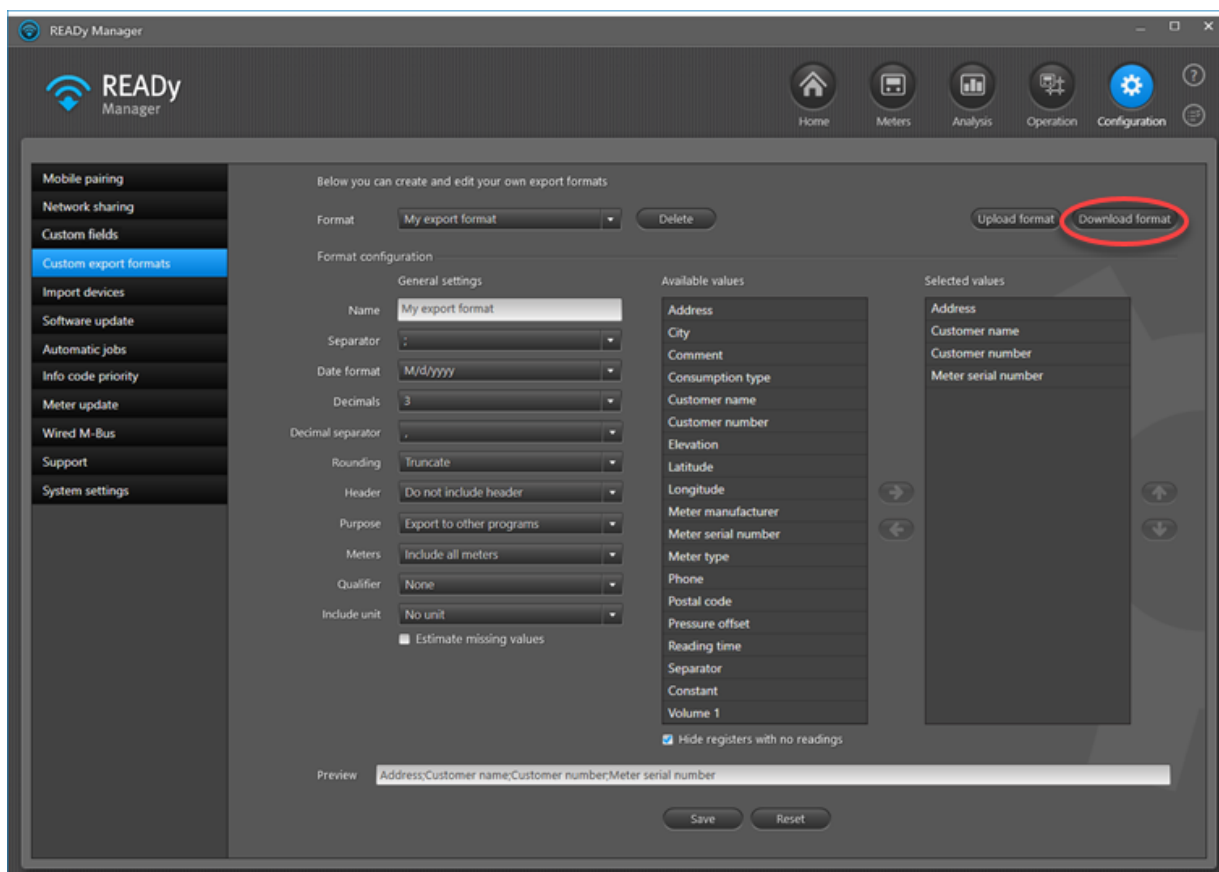 READy Manager
READy
Manager
Home
Meters
Analysis
Operation
Configuration
?
Mobile pairing
Network sharing
Custom fields
Custom export formats
Import devices
Software update
Automatic jobs
Info code priority
Meter update
Wired M-Bus
Support
System settings
Below you can create and edit your own export formats
Format My export format Delete Upload format Download format
Format configuration
General settings
Name My export format
Separator ;
Date format M/d/yyyy
Decimals 3
Decimal separator ,
Rounding Truncate
Header Do not include header
Purpose Export to other programs
Meters Include all meters
Qualifier None
Include unit No unit
Estimate missing values
Available values
Address
City
Comment
Consumption type
Customer name
Customer number
Elevation
Latitude
Longitude
Meter manufacturer
Meter serial number
Meter type
Phone
Postal code
Pressure offset
Reading time
Separator
Constant
Volume 1
Hide registers with no readings
Selected values
Address
Customer name
Customer number
Meter serial number
Preview Address;Customer name;Customer number;Meter serial number
Save Reset